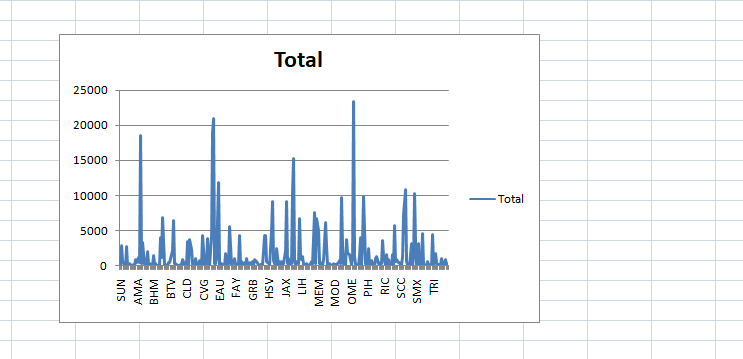 Total
25000
20000
15000
10000
5000
0
Total
SUN
AMA
BHM
BTV
CLD
CVG
EAU
FAY
GRB
HSV
JAX
LIH
MEM
MOD
OME
PIH
RIC
SCC
SMX
TRI